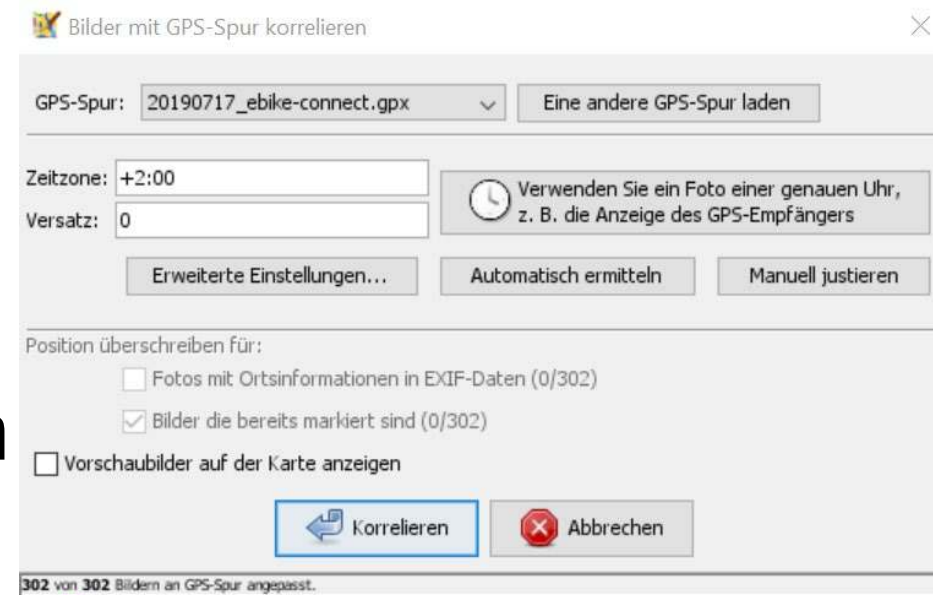 Bilder mit GPS-Spur korrelieren
GPS-Spur: 20190717_ebike-connect.gpx Eine andere GPS-Spur laden
Zeitzone: +2:00
Versatz: 0
Verwenden Sie ein Foto einer genauen Uhr,
z. B. die Anzeige des GPS-Empfängers
Erweiterte Einstellungen... Automatisch ermitteln Manuell justieren
Position überschreiben für:
Fotos mit Ortsinformationen in EXIF-Daten (0/302)
Bilder die bereits markiert sind (0/302)
n
Vorschaubilder auf der Karte anzeigen
Korrelieren Abbrechen
302 von 302 Bildern an GPS-Spur angepasst.